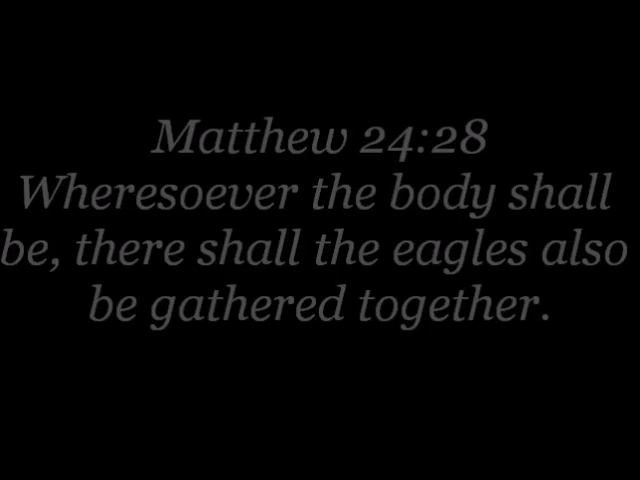 Matthew 24:28
Wheresoever the body shall
be, there shall the eagles also
be gathered together.